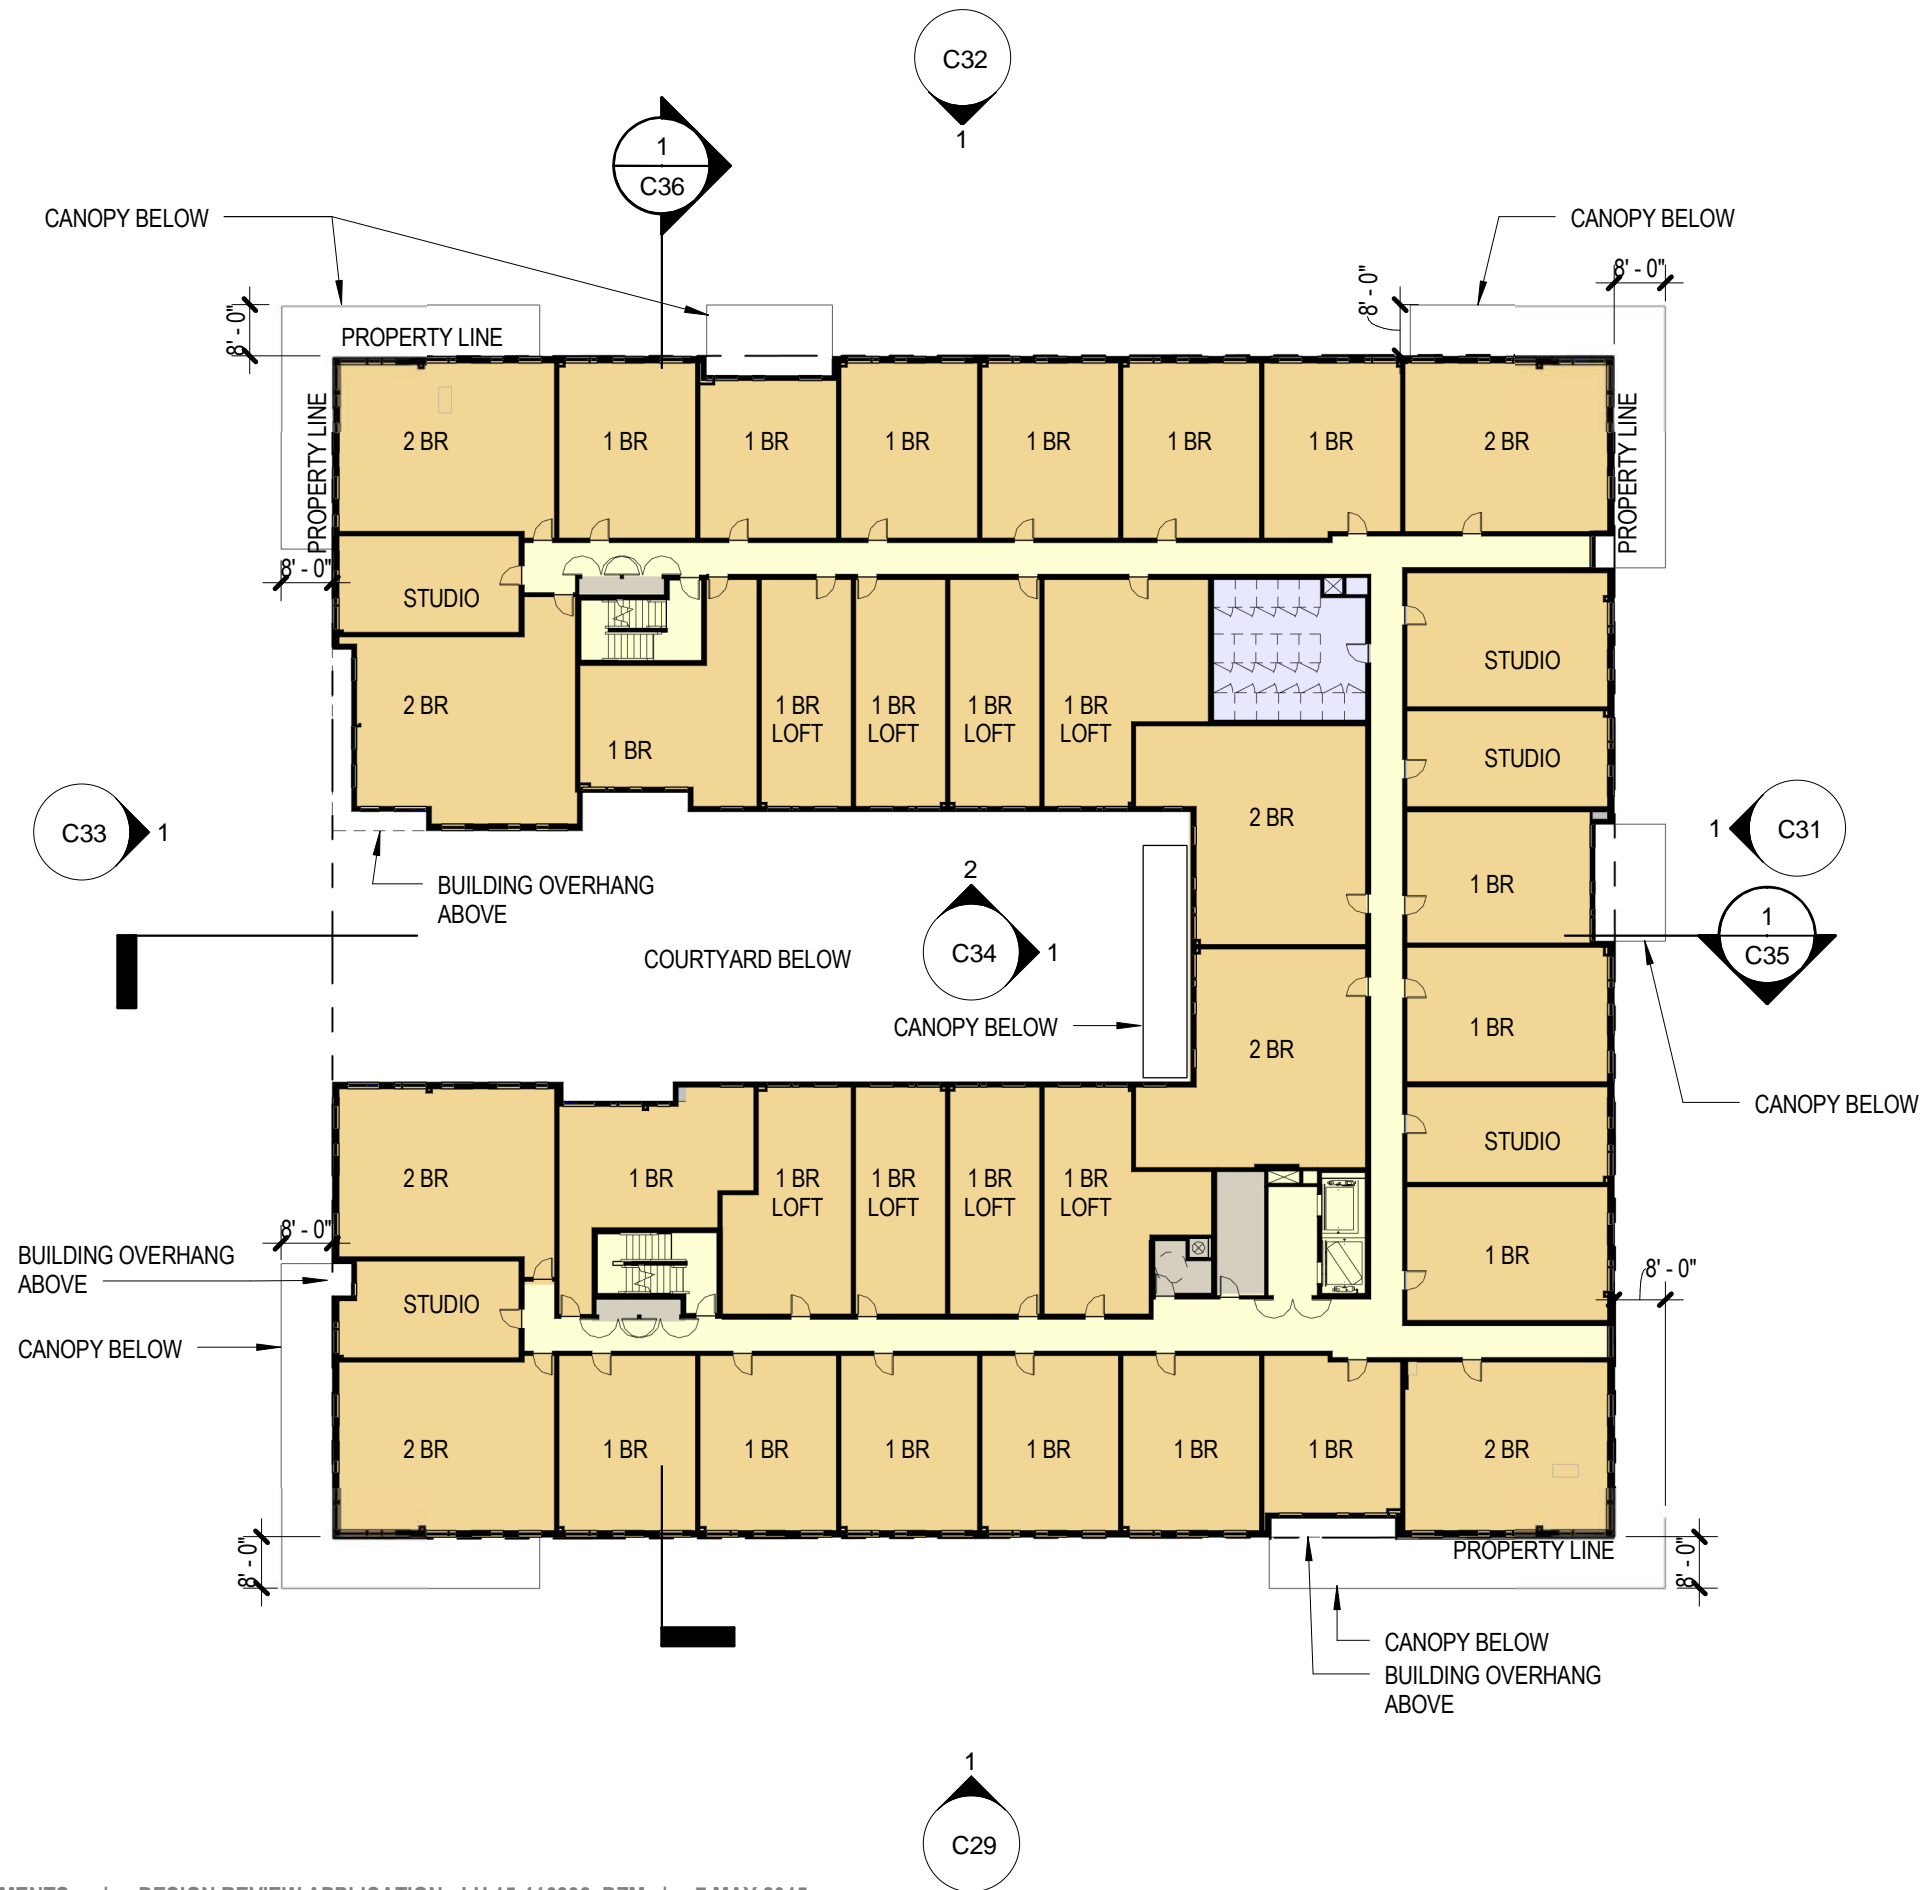 C32
1
1
C36
CANOPY BELOW
CANOPY BELOW
8' - 0"
8' - 0"
8' - 0"
PROPERTY LINE
PROPERTY LINE
PROPERTY LINE
2 BR
1 BR
1 BR
1 BR
1 BR
1 BR
1 BR
2 BR
8' - 0"
STUDIO
STUDIO
2 BR
1 BR
1 BR
LOFT
1 BR
LOFT
1 BR
LOFT
1 BR
LOFT
STUDIO
2 BR
C33
1
1
C31
BUILDING OVERHANG
ABOVE
2
C34
1
1 BR
1
C35
COURTYARD BELOW
CANOPY BELOW
2 BR
1 BR
CANOPY BELOW
STUDIO
2 BR
1 BR
1 BR
LOFT
1 BR
LOFT
1 BR
LOFT
1 BR
LOFT
1 BR
8' - 0"
8' - 0"
BUILDING OVERHANG
ABOVE
STUDIO
CANOPY BELOW
2 BR
1 BR
1 BR
1 BR
1 BR
1 BR
1 BR
2 BR
PROPERTY LINE
8' - 0"
8' - 0"
CANOPY BELOW
BUILDING OVERHANG
ABOVE
1
C29